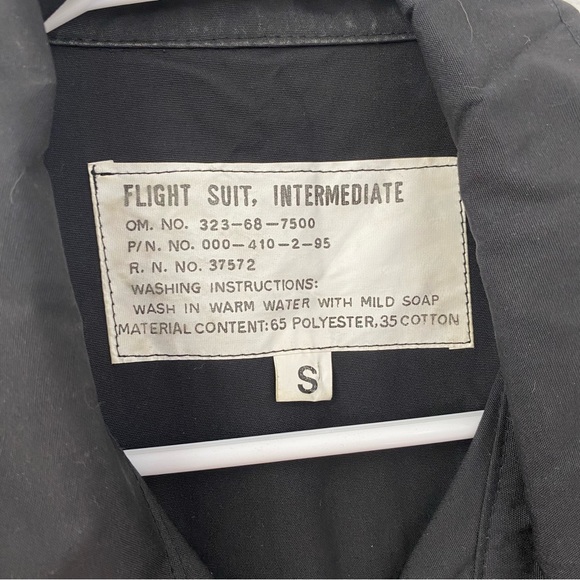 FLIGHT SUIT, INTERMEDIATE
OM. NO. 323-68-7500
P/N. NO. 000-410-2-95
R. N. NO. 37572
WASHING INSTRUCTIONS:
WASH IN WARM WATER WITH MILD SOAP
MATERIAL CONTENT:65 POLYESTER,35 COTTON
S